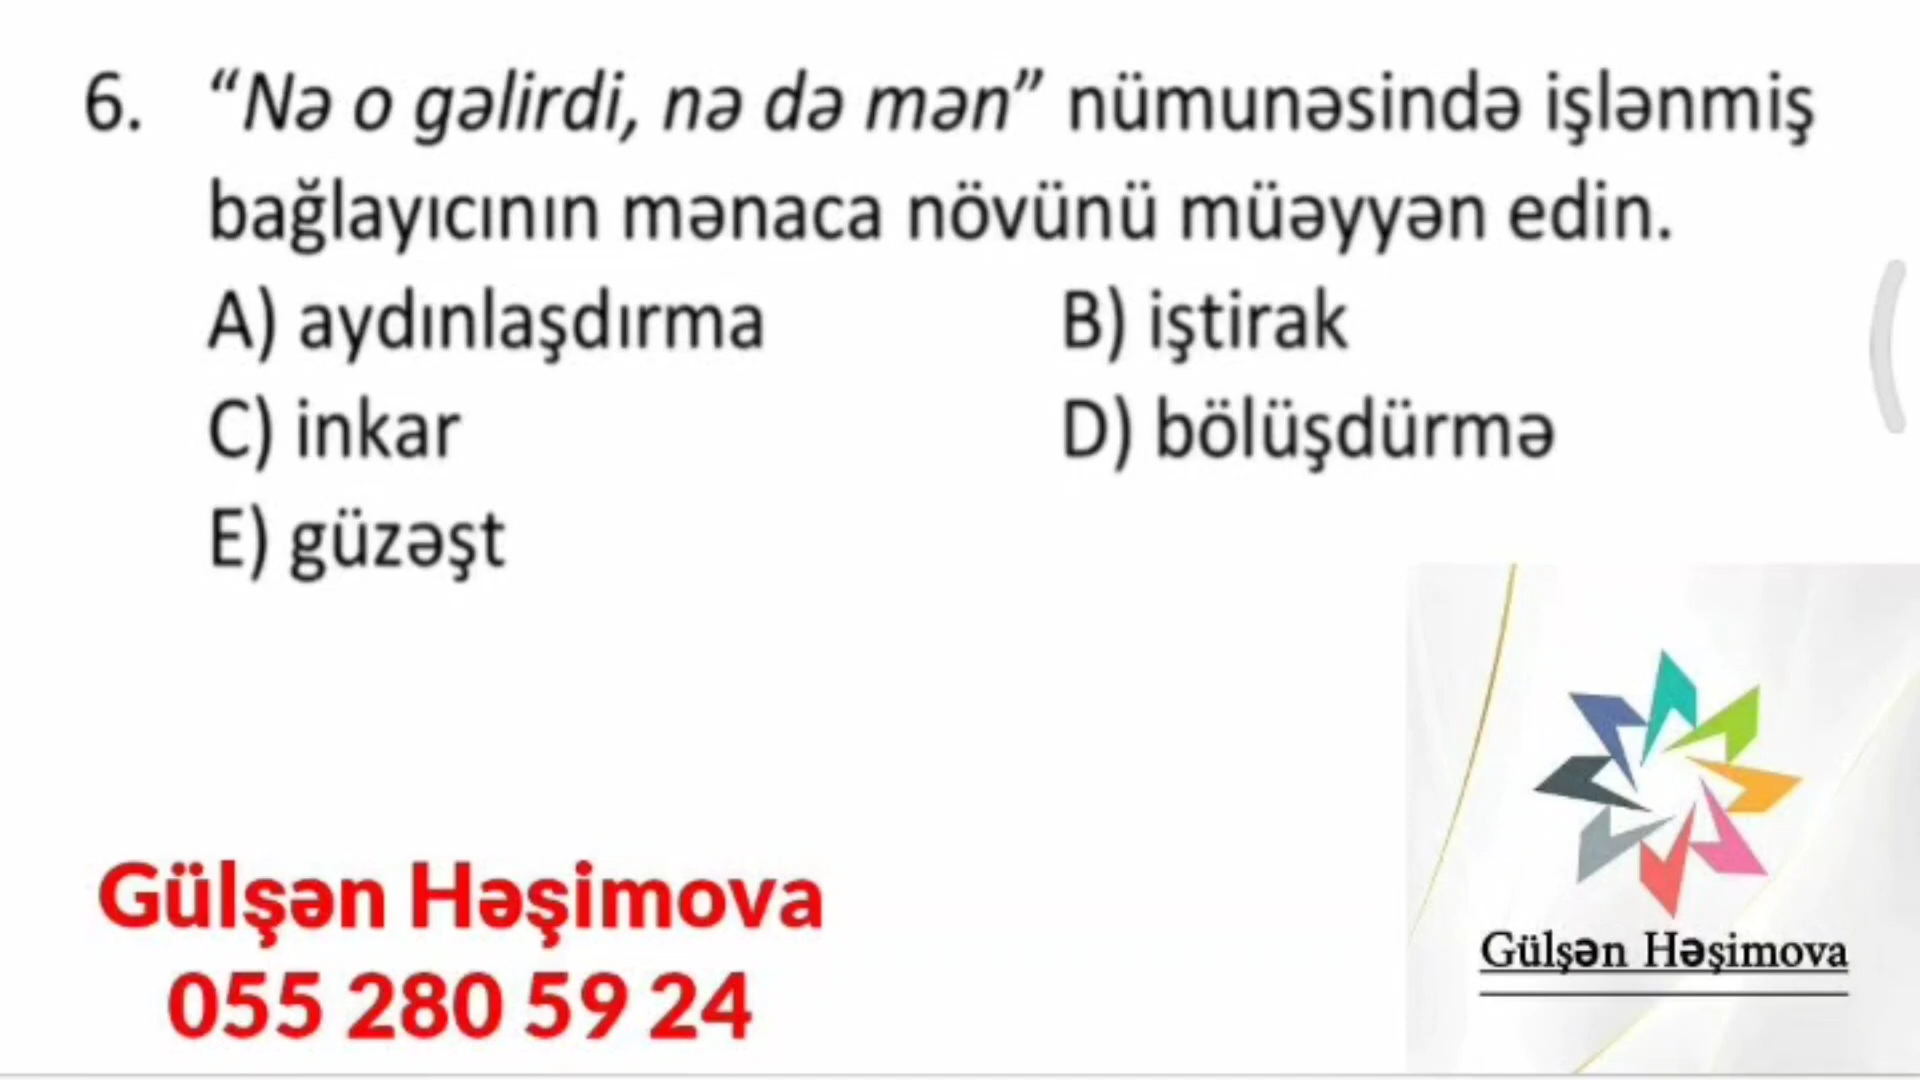 6. “Nə o gəlirdi, nə də mən” nümunəsində işlənmiş
bağlayıcının mənaca növünü müəyyən edin.
A) aydınlaşdırma B) iştirak
C) inkar D) bölüşdürmə
E) güzəşt
Gülşən Həşimova
055 280 59 24
Gülşən Həşimova